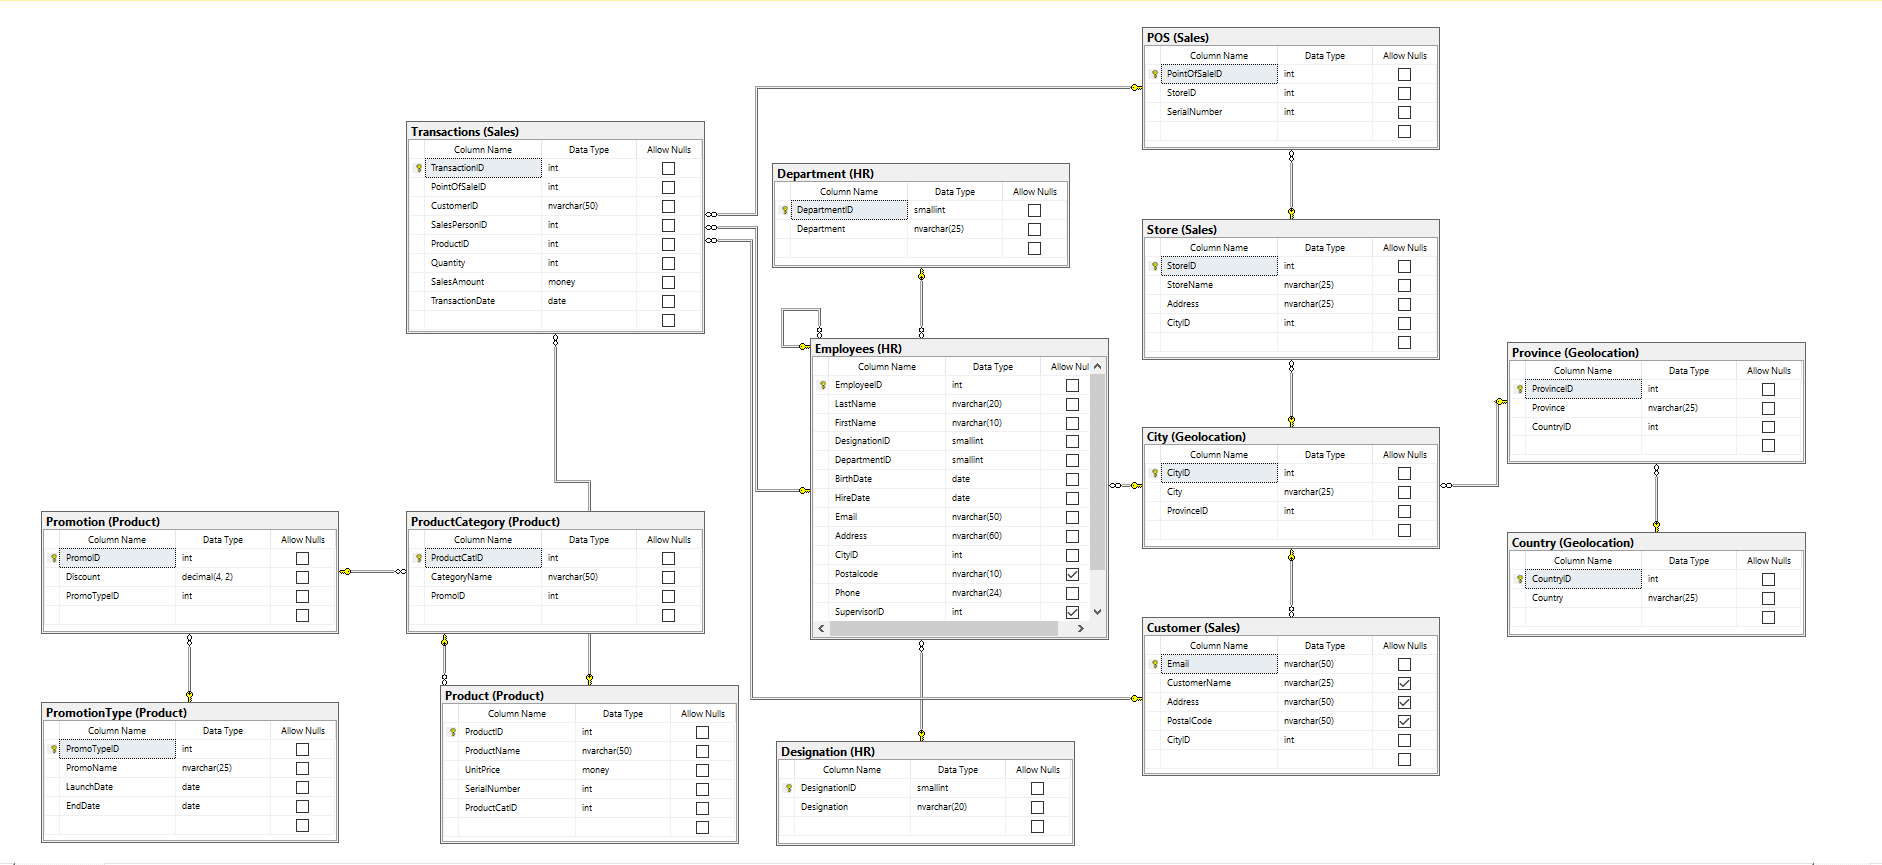 POS (Sales)
Column Name Data Type Allow Nulls
PointOfSaleID int
StoreID int
SerialNumber int
Transactions (Sales)
Column Name Data Type Allow Nulls
TransactionID int
PointOfSaleID int
CustomerID nvarchar(50)
SalesPersonID int
ProductID int
Quantity int
SalesAmount money
TransactionDate date
Department (HR)
Column Name Data Type Allow Nulls
DepartmentID smallint
Department nvarchar(25)
Store (Sales)
Column Name Data Type Allow Nulls
StoreID int
StoreName nvarchar(25)
Address nvarchar(25)
CityID int
Employees (HR)
Column Name Data Type Allow Nul
EmployeeID int
LastName nvarchar(20)
FirstName nvarchar(10)
DesignationID smallint
DepartmentID smallint
BirthDate date
HireDate date
Email nvarchar(50)
Address nvarchar(60)
CityID int
Postalcode nvarchar(10)
Phone nvarchar(24)
SupervisorID int
Province (Geolocation)
Column Name Data Type Allow Nulls
ProvinceID int
Province nvarchar(25)
CountryID int
City (Geolocation)
Column Name Data Type Allow Nulls
CityID int
City nvarchar(25)
ProvinceID int
Promotion (Product)
Column Name Data Type Allow Nulls
PromoID int
Discount decimal(4, 2)
PromoTypeID int
ProductCategory (Product)
Column Name Data Type Allow Nulls
ProductCatID int
CategoryName nvarchar(50)
PromoID int
Country (Geolocation)
Column Name Data Type Allow Nulls
CountryID int
Country nvarchar(25)
Customer (Sales)
Column Name Data Type Allow Nulls
Email nvarchar(50)
CustomerName nvarchar(25)
Address nvarchar(50)
PostalCode nvarchar(50)
CityID int
Product (Product)
Column Name Data Type Allow Nulls
ProductID int
ProductName nvarchar(50)
UnitPrice money
SerialNumber int
ProductCatID int
PromotionType (Product)
Column Name Data Type Allow Nulls
PromoTypeID int
PromoName nvarchar(25)
LaunchDate date
EndDate date
Designation (HR)
Column Name Data Type Allow Nulls
DesignationID smallint
Designation nvarchar(20)